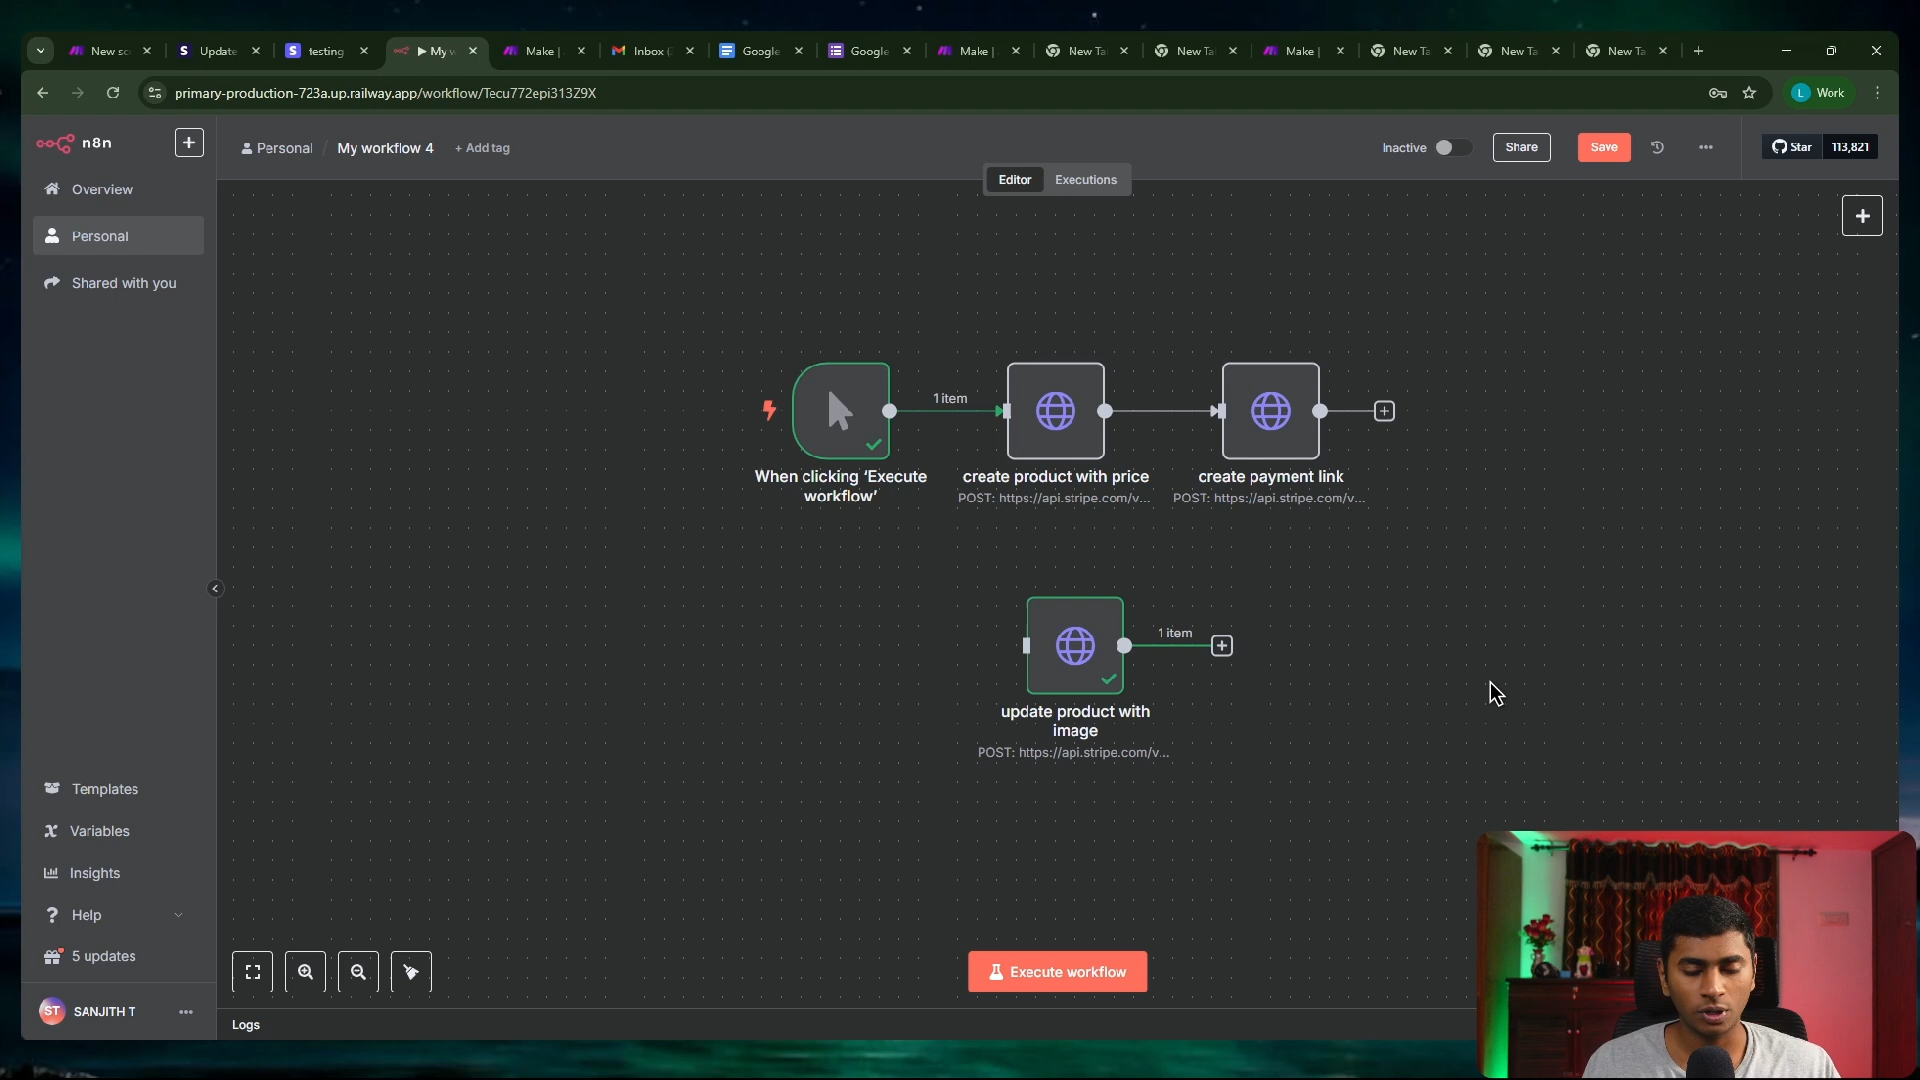 New sc
Update
testing
My w
Make |
Inbox (
Google
Google
Make |
New Ta
New Ta
Make |
New Ta
New Ta
New Ta
primary-production-723a.up.railway.app/workflow/Tecu772epi313Z9X
L
Work
n8n
Personal / My workflow 4 + Add tag
Inactive
Share
Save
Star
113,821
Editor
Executions
Overview
Personal
Shared with you
1 item
When clicking ‘Execute workflow’
create product with price
POST: https://api.stripe.com/v...
create payment link
POST: https://api.stripe.com/v...
1 item
update product with image
POST: https://api.stripe.com/v...
Templates
Variables
Insights
Help
5 updates
Execute workflow
ST
SANJITH T
Logs